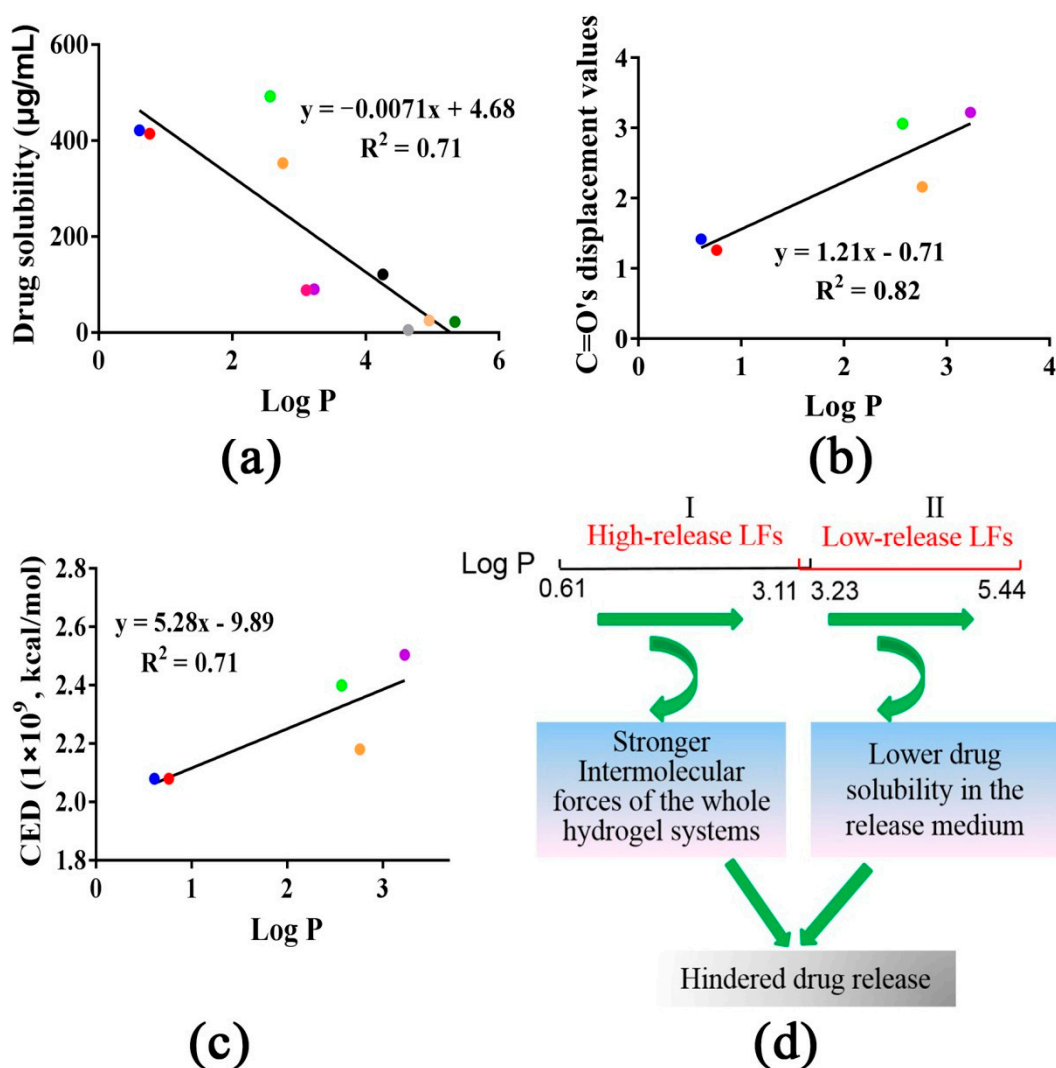 Drug solubility (µg/mL)
600
400
200
0
0 2 4 6
y = −0.0071x + 4.68
R² = 0.71
Log P
(a)
C=O's displacement values
4
3
2
1
0
0 1 2 3 4
y = 1.21x - 0.71
R² = 0.82
Log P
(b)
CED (1×10⁹, kcal/mol)
2.8
2.6
2.4
2.2
2.0
1.8
0 1 2 3
y = 5.28x - 9.89
R² = 0.71
Log P
(c)
I II
High-release LFs Low-release LFs
Log P
0.61 3.11 3.23 5.44
Stronger
Intermolecular
forces of the whole
hydrogel systems
Lower drug
solubility in the
release medium
Hindered drug release
(d)